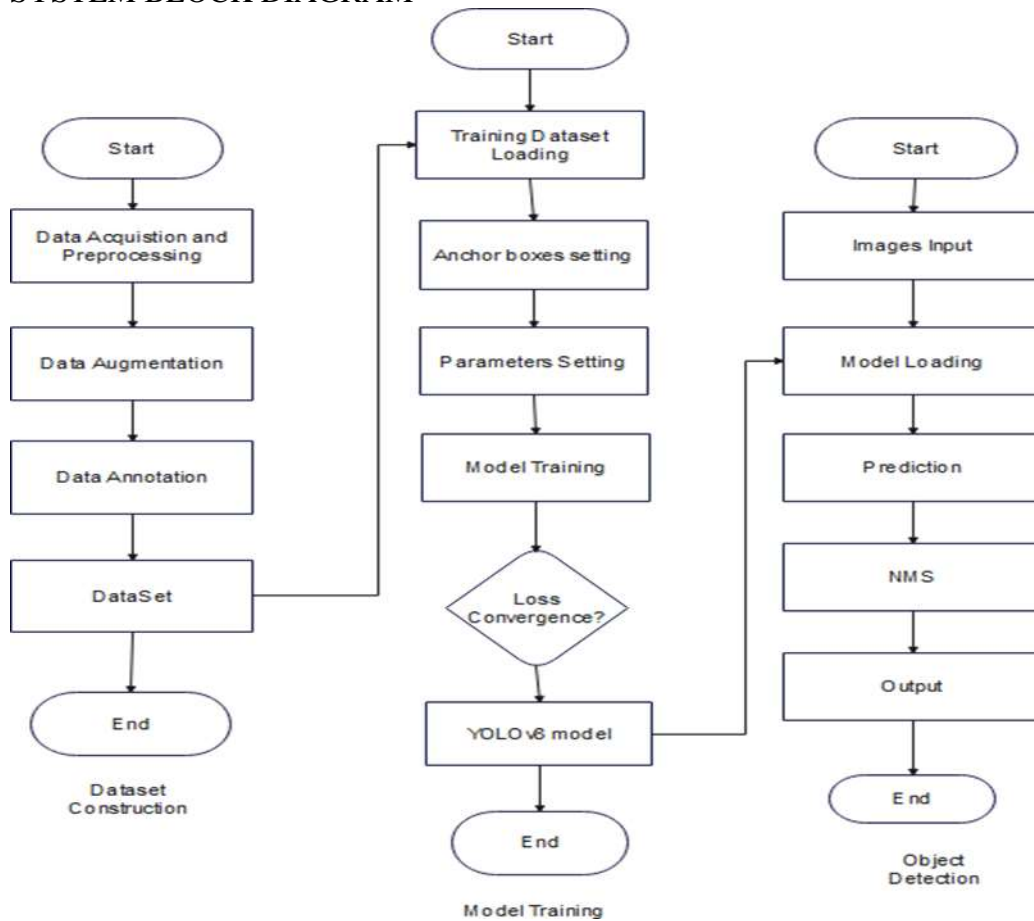 SYSTEM BLOCK DIAGRAM
Start
Data Acquistion and
Preprocessing
Data Augmentation
Data Annotation
DataSet
End
Dataset
Construction
Start
Training Dataset
Loading
Anchor boxes setting
Parameters Setting
Model Training
Loss
Convergence?
YOLOv6 model
End
Model Training
Start
Images Input
Model Loading
Prediction
NMS
Output
End
Object
Detection